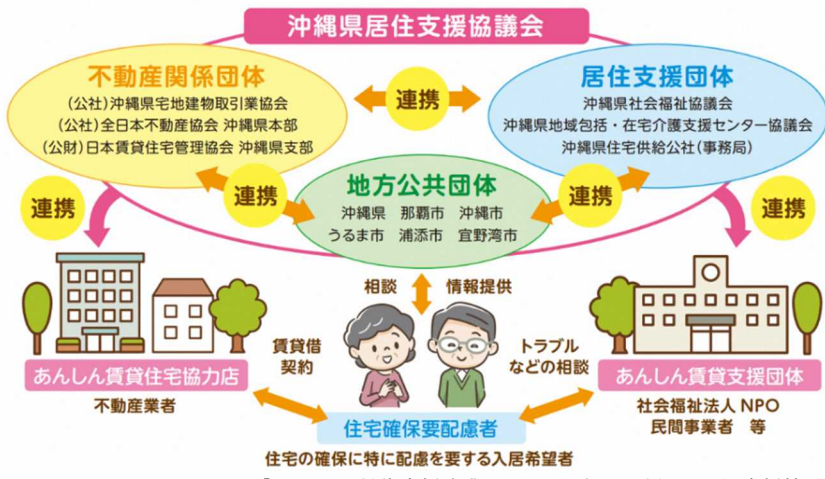 沖縄県居住支援協議会
不動産関係団体
(公社)沖縄県宅地建物取引業協会
(公社)全日本不動産協会 沖縄県本部
(公財)日本賃貸住宅管理協会 沖縄県支部
連携
居住支援団体
沖縄県社会福祉協議会
沖縄県地域包括・在宅介護支援センター協議会
沖縄県住宅供給公社(事務局)
連携
連携
地方公共団体
沖縄県 那覇市 沖縄市
うるま市 浦添市 宜野湾市
連携
連携
相談 情報提供
賃貸借
契約
トラブル
などの相談
あんしん賃貸住宅協力店
不動産業者
あんしん賃貸支援団体
社会福祉法人 NPO
民間事業者 等
住宅確保要配慮者
住宅の確保に特に配慮を要する入居希望者